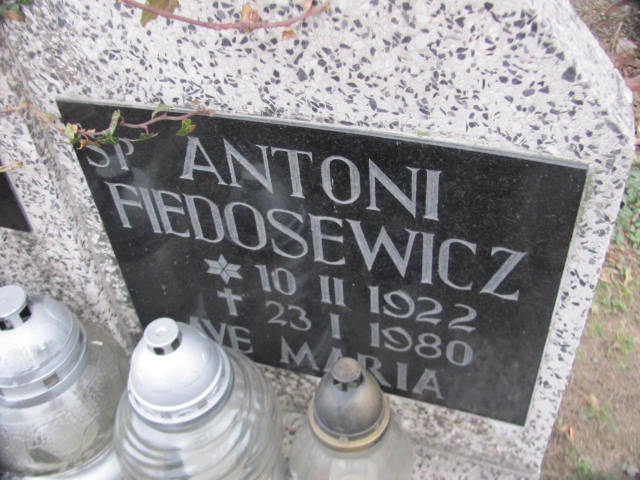 SP ANTONI
FIEDOSEWICZ
* 10 II 1922
† 23 I 1980
AVE MARIA